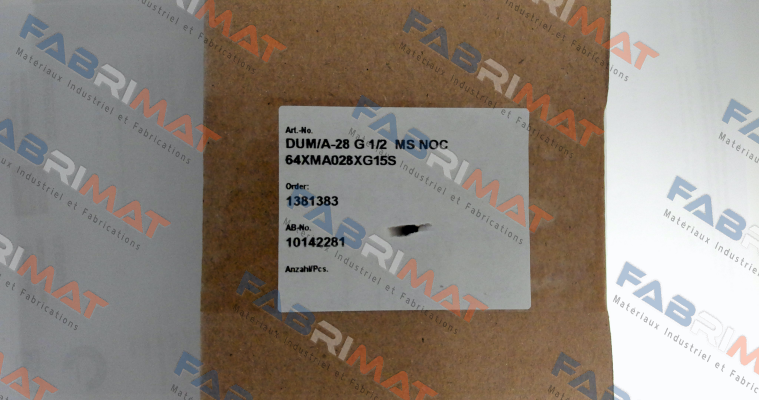 Art.-No.
DUM/A-28 G 1/2 MS NOC
64XMA028XG15S
Order:
1381383
AB-No.
10142281
Anzahl/Pcs.
FABRIMAT
Matériaux Industriel et Fabrications